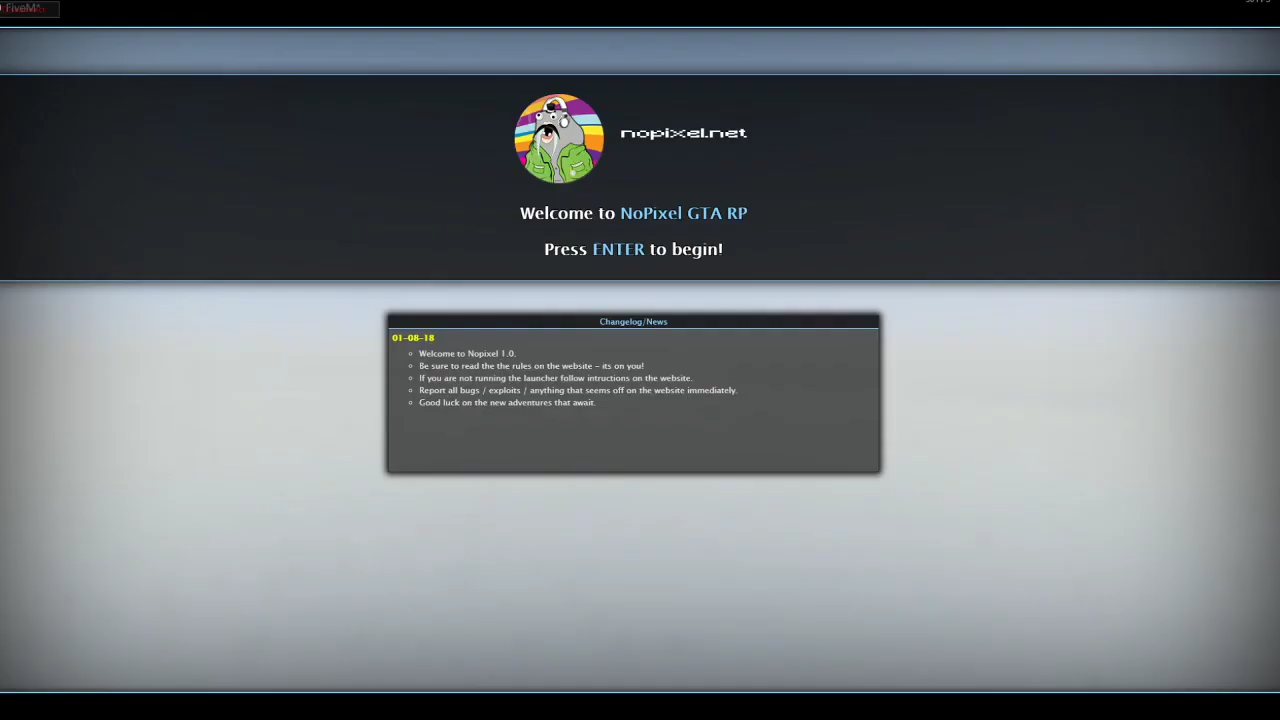 FiveM*
nopixel.net
Welcome to NoPixel GTA RP
Press ENTER to begin!
Changelog/News
01-08-18
Welcome to Nopixel 1.0.
Be sure to read the the rules on the website - its on you!
If you are not running the launcher follow intructions on the website.
Report all bugs / exploits / anything that seems off on the website immediately.
Good luck on the new adventures that await.